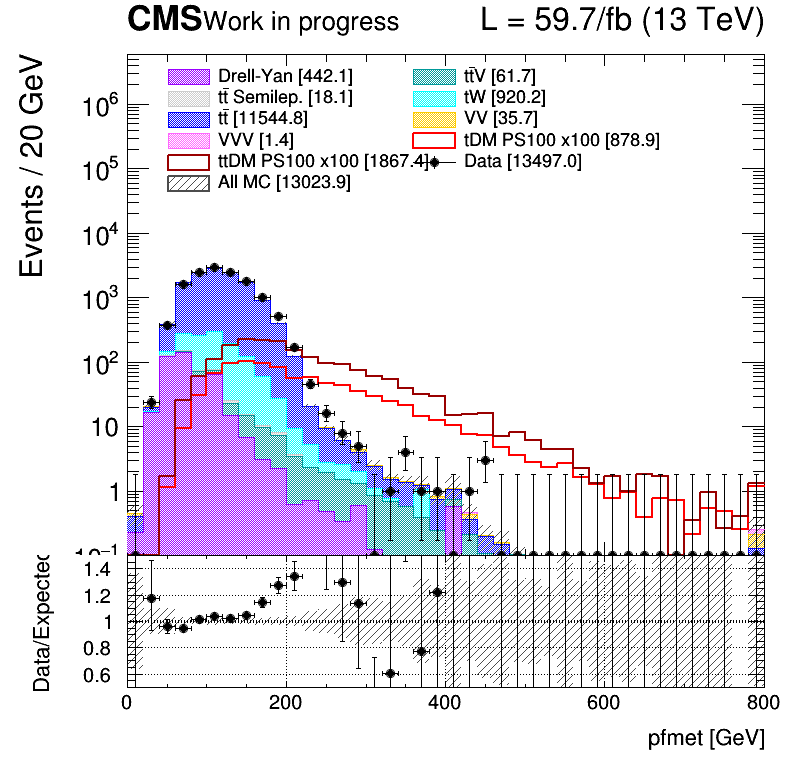 CMS Work in progress L = 59.7/fb (13 TeV)
Events / 20 GeV
Drell-Yan [442.1] tt̄V [61.7]
tt̄ Semilep. [18.1] tW [920.2]
tt̄ [11544.8] VV [35.7]
VVV [1.4] tDM PS100 x100 [878.9]
ttDM PS100 x100 [1867.4] Data [13497.0]
All MC [13023.9]
10⁶
10⁵
10⁴
10³
10²
10
1
10⁻¹
Data/Expected
1.4
1.2
1
0.8
0.6
0 200 400 600 800
pfmet [GeV]